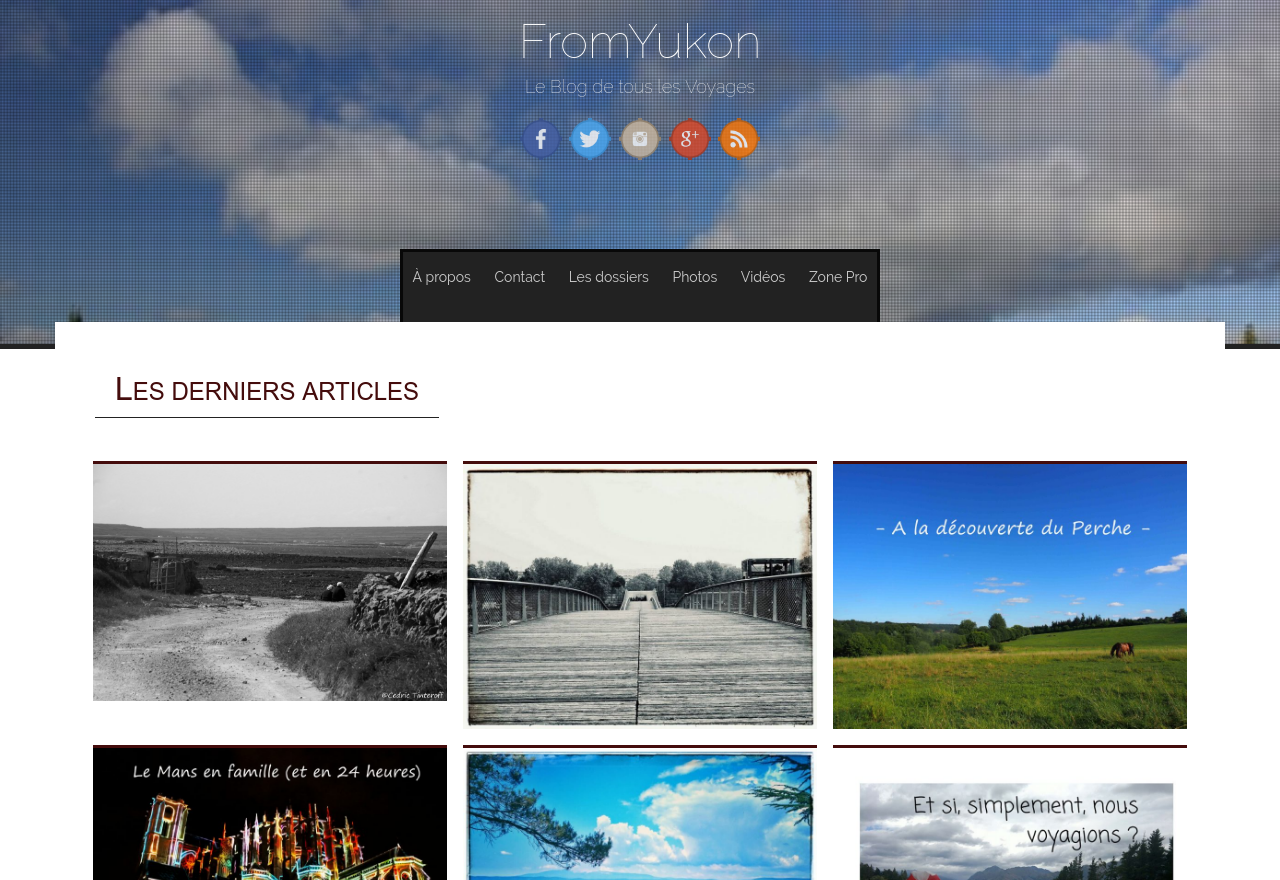 FromYukon
Le Blog de tous les Voyages
À propos Contact Les dossiers Photos Vidéos Zone Pro
Les derniers articles
- A la découverte du Perche -
©Cédric Tinteroff
Le Mans en famille (et en 24 heures)
Et si, simplement, nous
voyagions ?